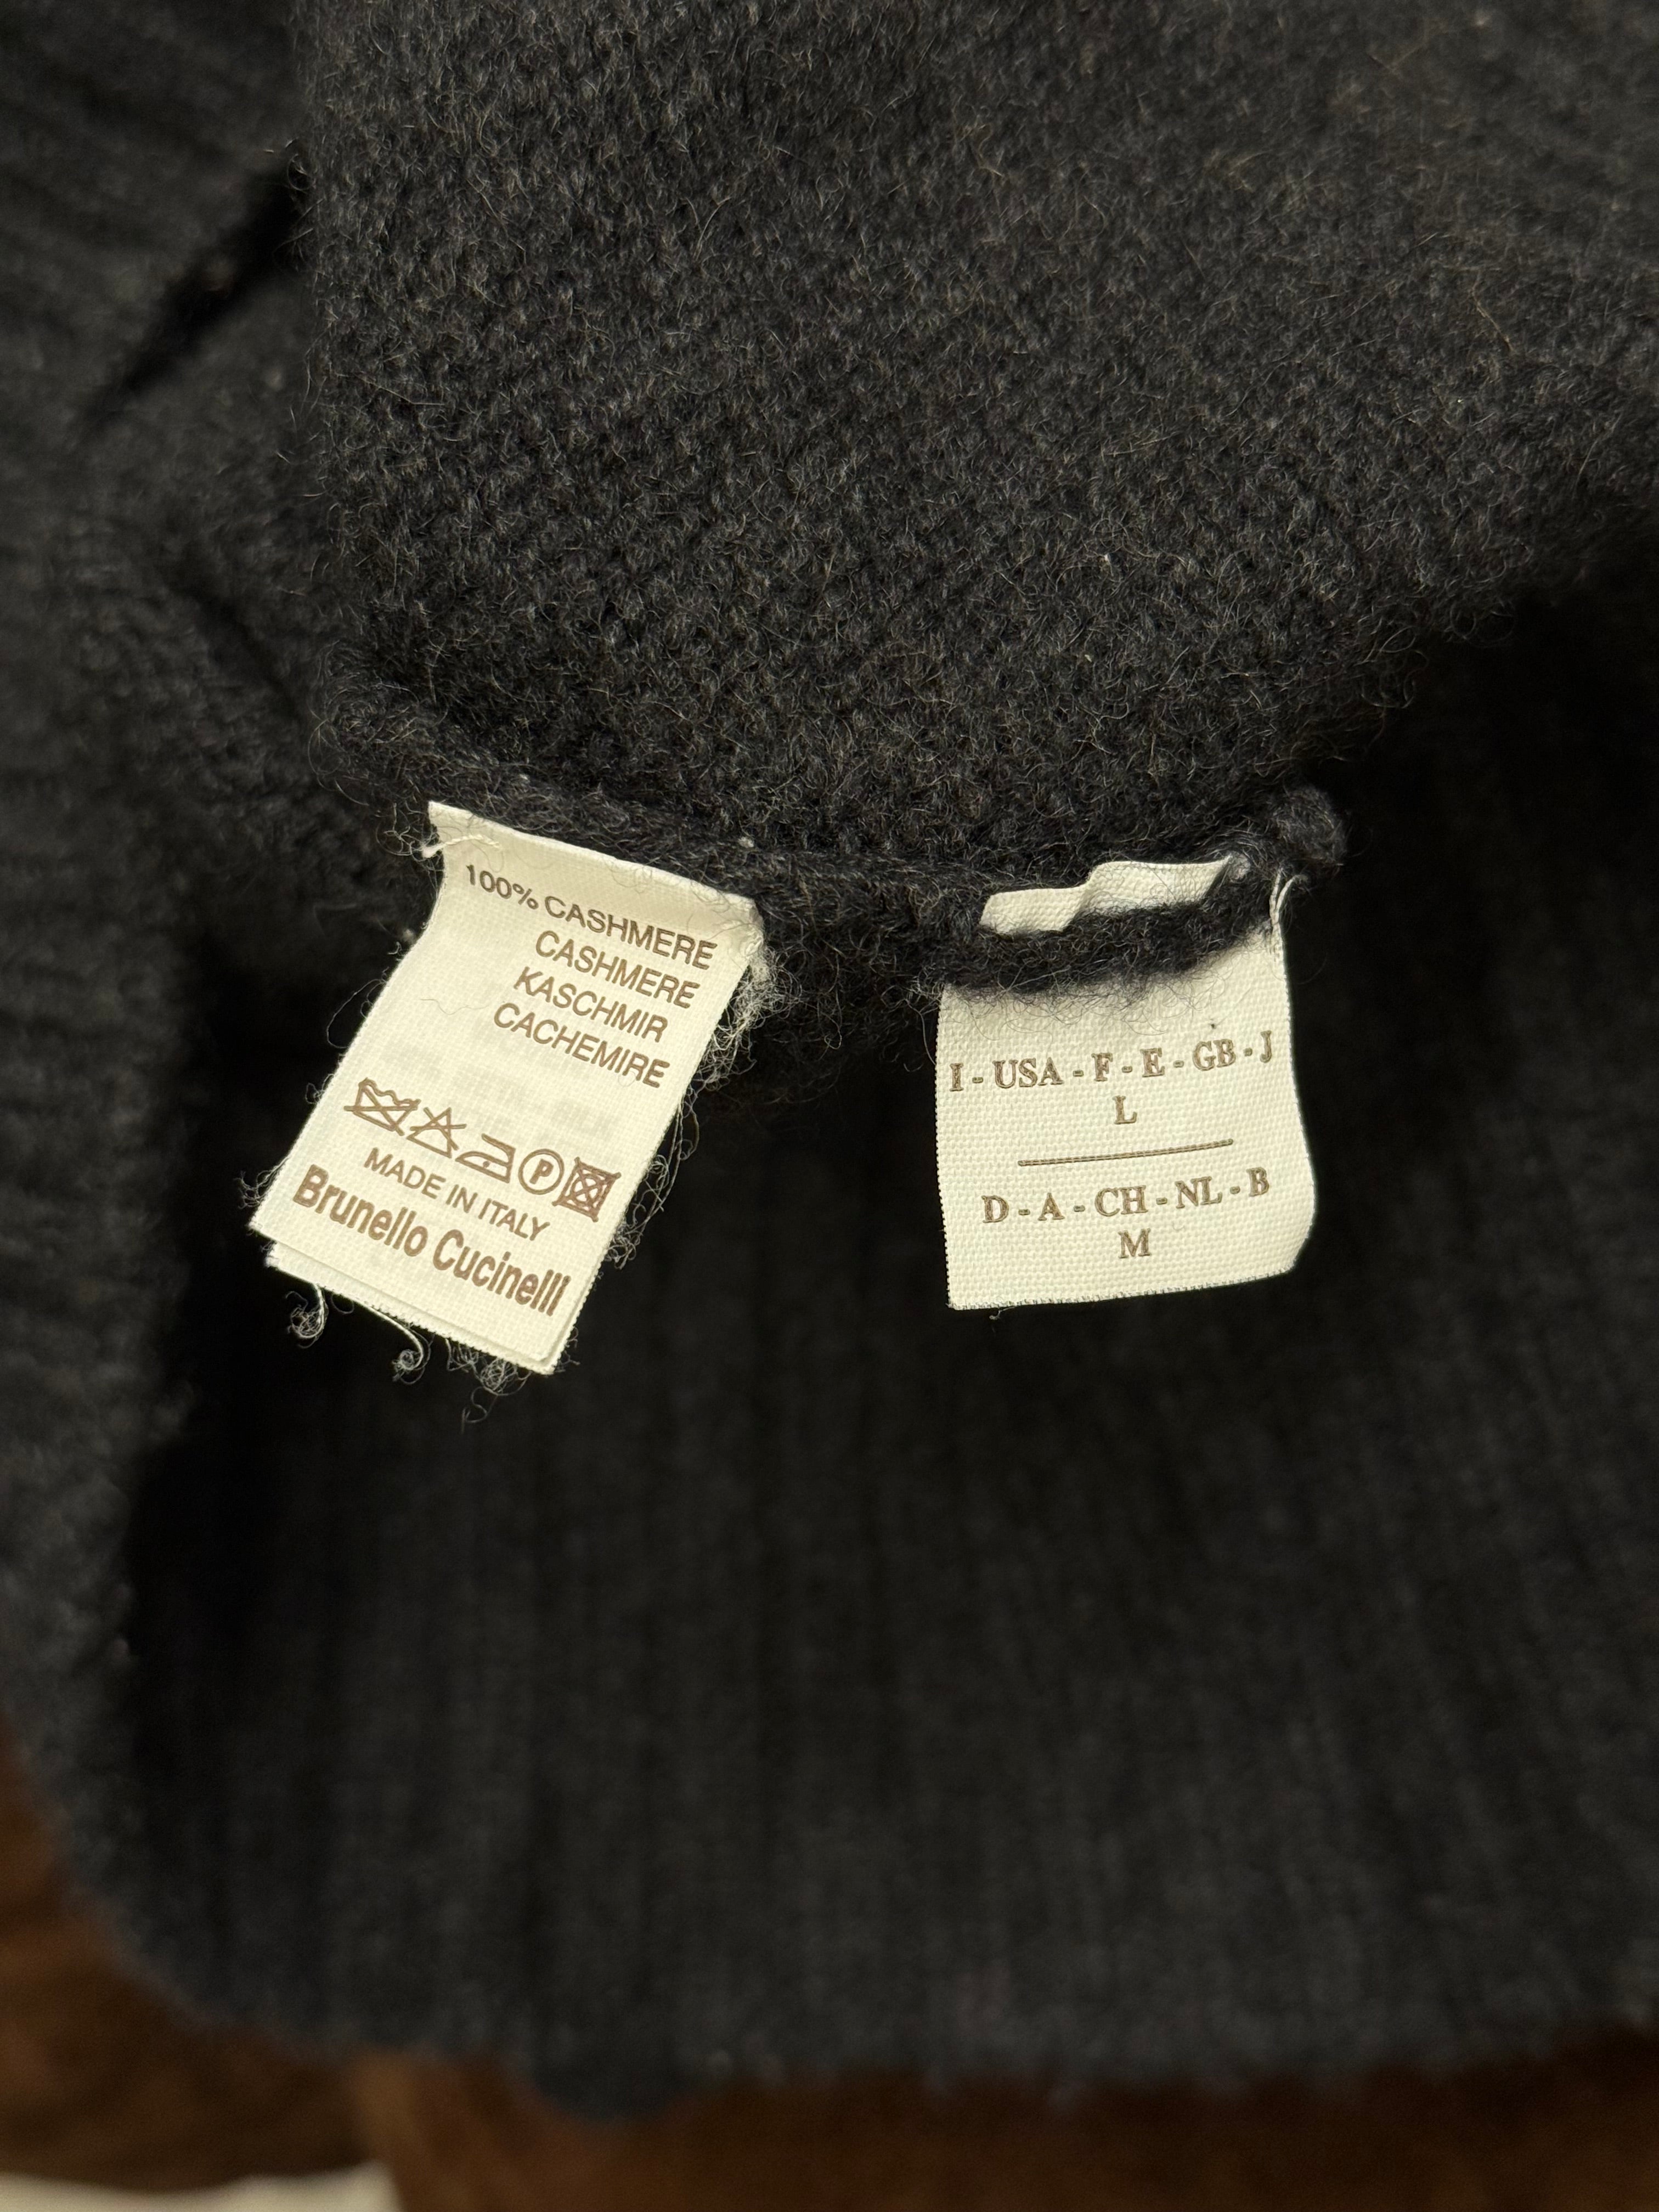 100% CASHMERE
CASHMERE
KASCHMIR
CACHEMIRE
P
MADE IN ITALY
Brunello Cucinelli
I - USA - F - E - GB - J
L
D - A - CH - NL - B
M